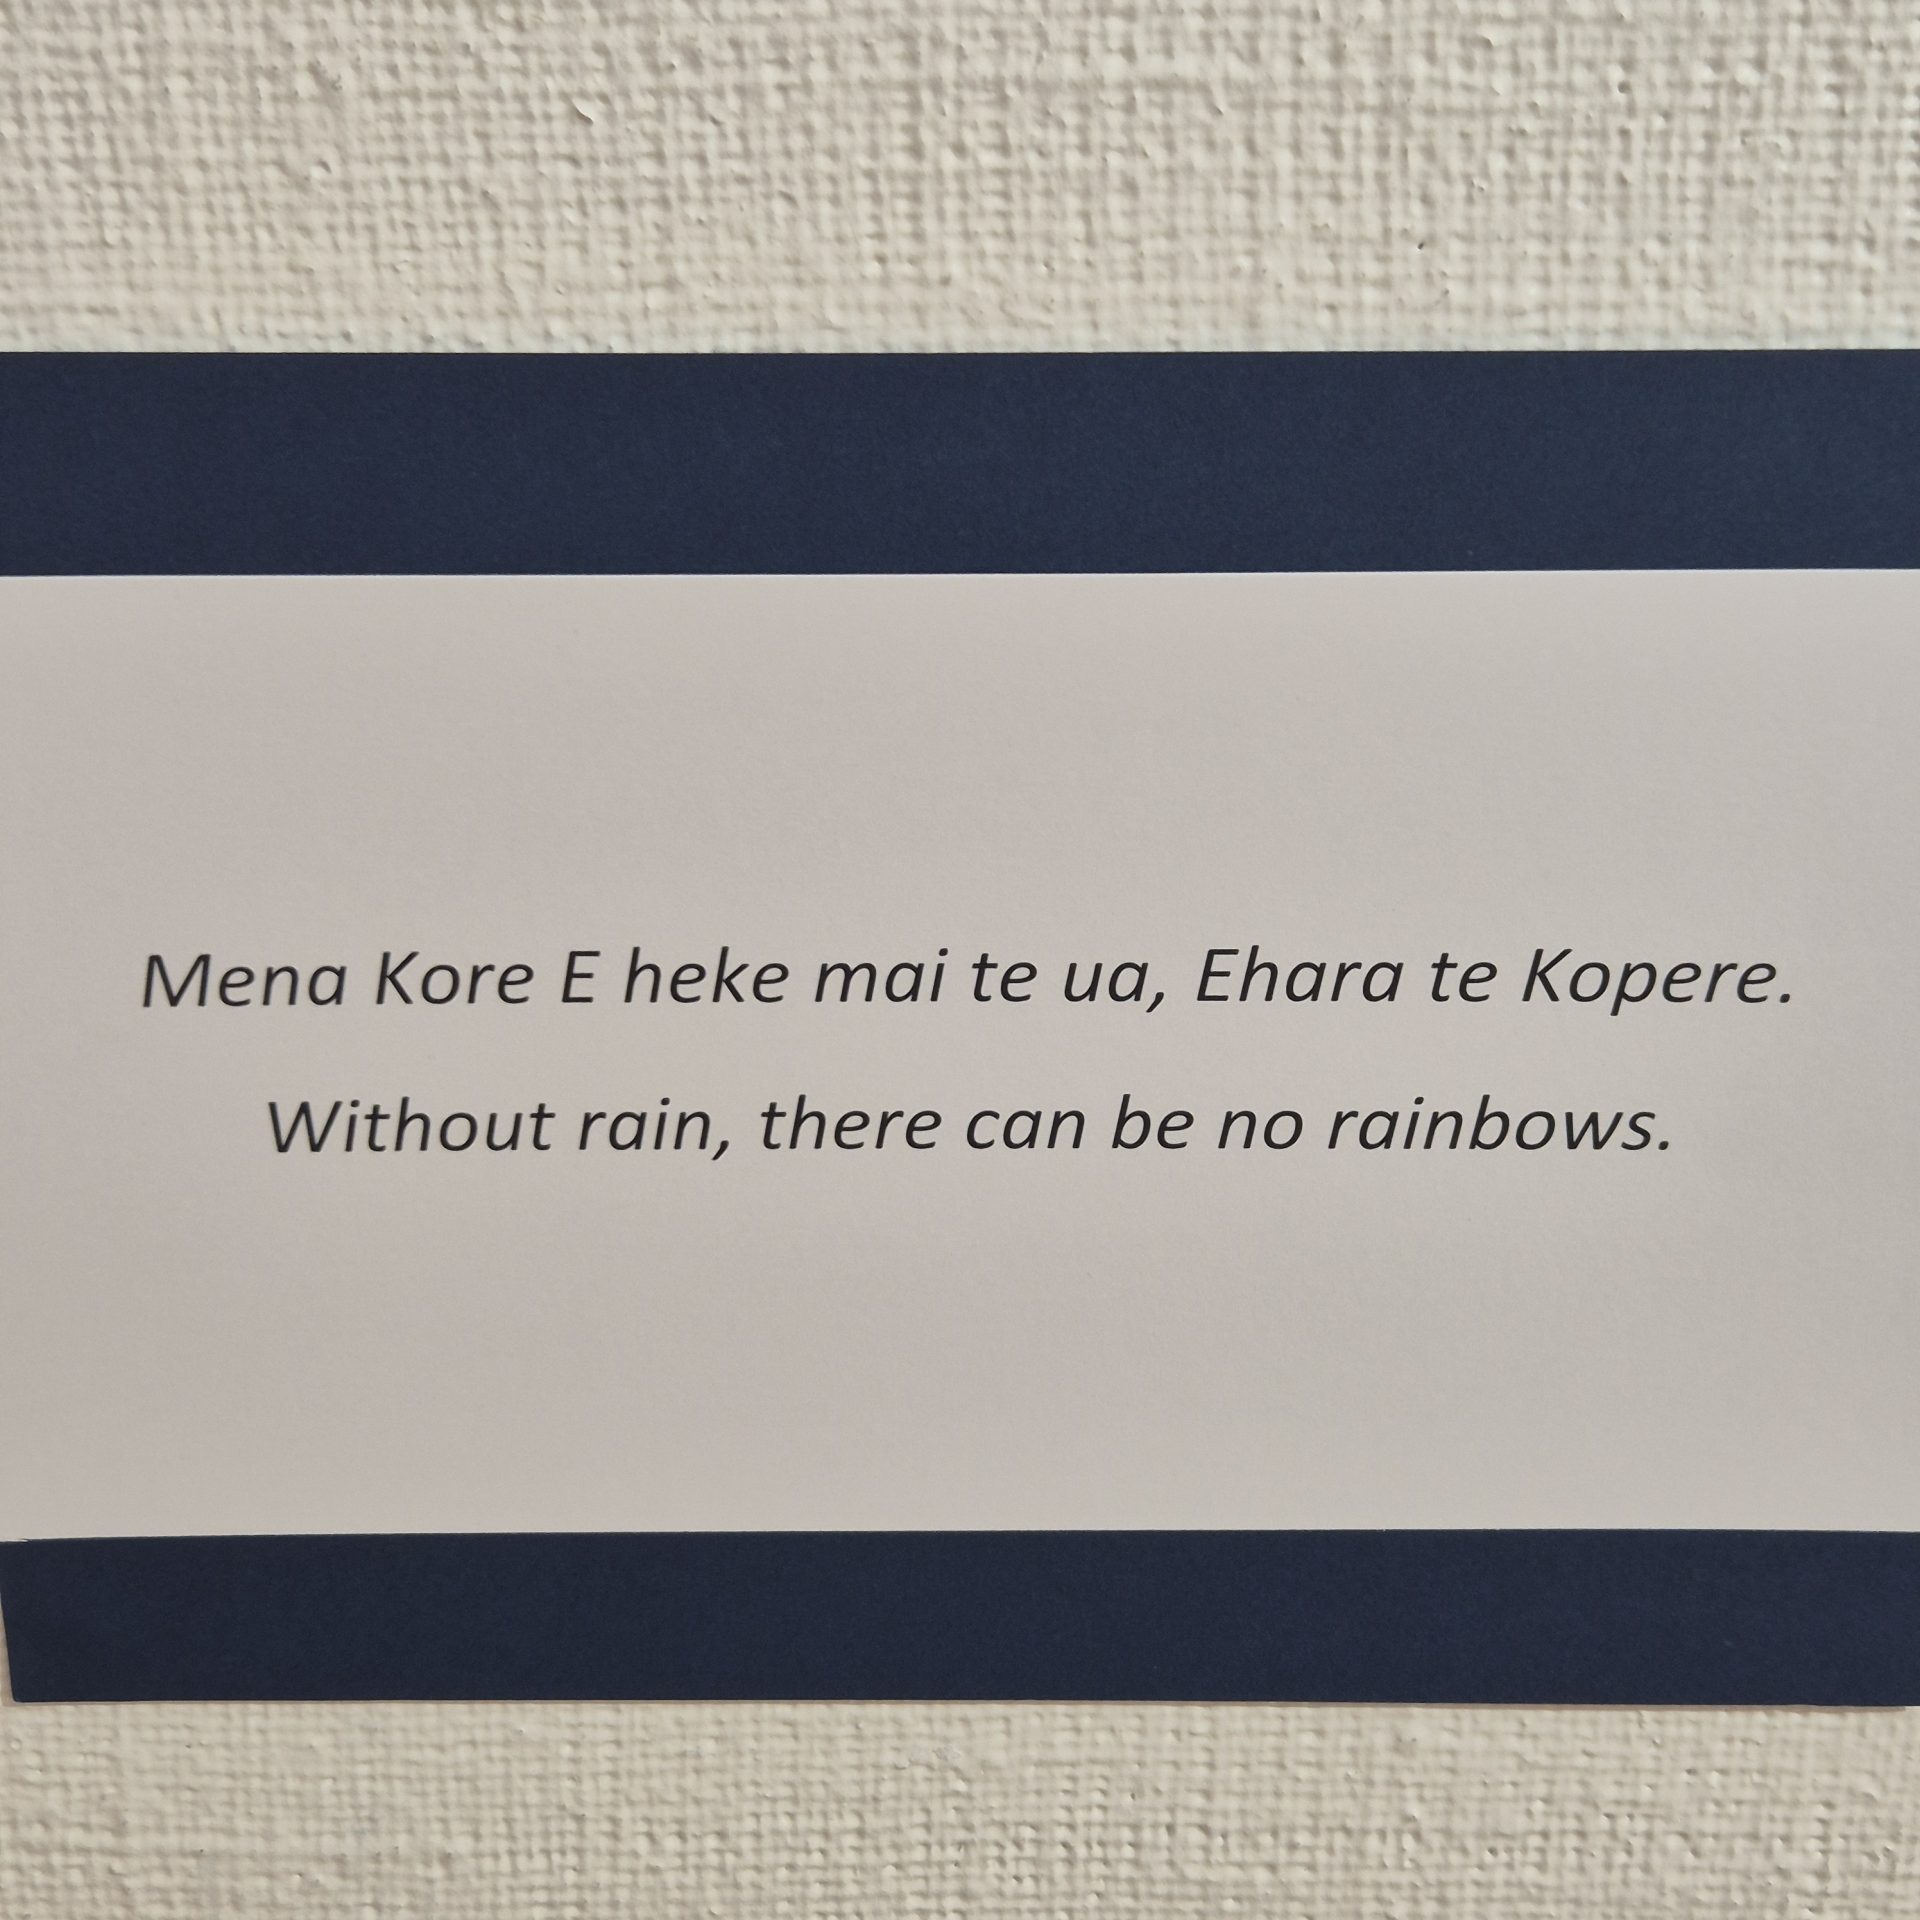 Mena Kore E heke mai te ua, Ehara te Kopere.
Without rain, there can be no rainbows.